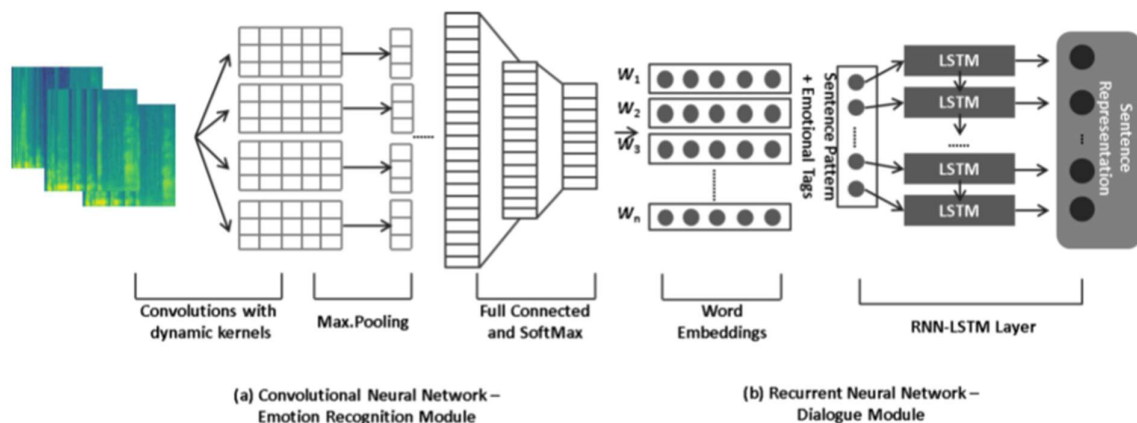 W1
W2
W3
Wn
......
Sentence Pattern
+ Emotional Tags
LSTM
LSTM
......
LSTM
LSTM
Sentence
Representation
Convolutions with
dynamic kernels
Max.Pooling
Full Connected
and SoftMax
Word
Embeddings
RNN-LSTM Layer
(a) Convolutional Neural Network –
Emotion Recognition Module
(b) Recurrent Neural Network –
Dialogue Module